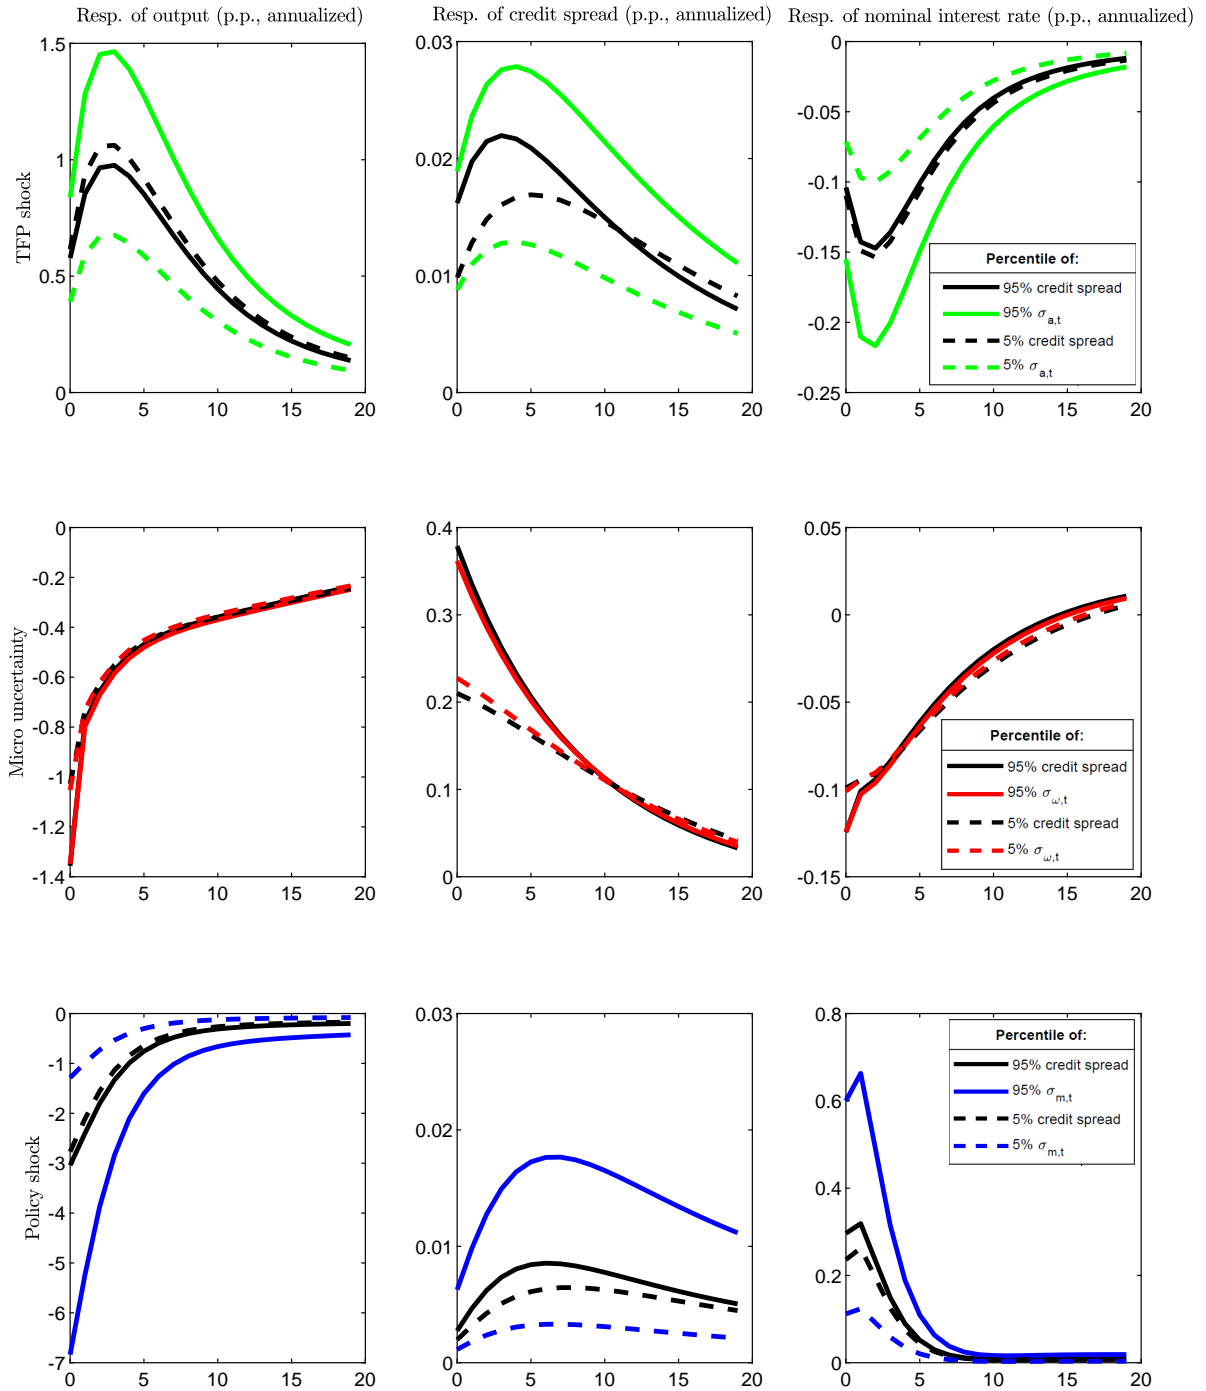 Resp. of output (p.p., annualized)
Resp. of credit spread (p.p., annualized)
Resp. of nominal interest rate (p.p., annualized)
TFP shock
1.5
1
0.5
0
0 5 10 15 20
0.03
0.02
0.01
0
0 5 10 15 20
0
-0.05
-0.1
-0.15
-0.2
-0.25
0 5 10 15 20
Percentile of:
95% credit spread
95% σa,t
5% credit spread
5% σa,t
Micro uncertainty
0
-0.2
-0.4
-0.6
-0.8
-1
-1.2
-1.4
0 5 10 15 20
0.4
0.3
0.2
0.1
0
0 5 10 15 20
0.05
0
-0.05
-0.1
-0.15
0 5 10 15 20
Percentile of:
95% credit spread
95% σω,t
5% credit spread
5% σω,t
Policy shock
0
-1
-2
-3
-4
-5
-6
-7
0 5 10 15 20
0.03
0.02
0.01
0
0 5 10 15 20
0.8
0.6
0.4
0.2
0
0 5 10 15 20
Percentile of:
95% credit spread
95% σm,t
5% credit spread
5% σm,t